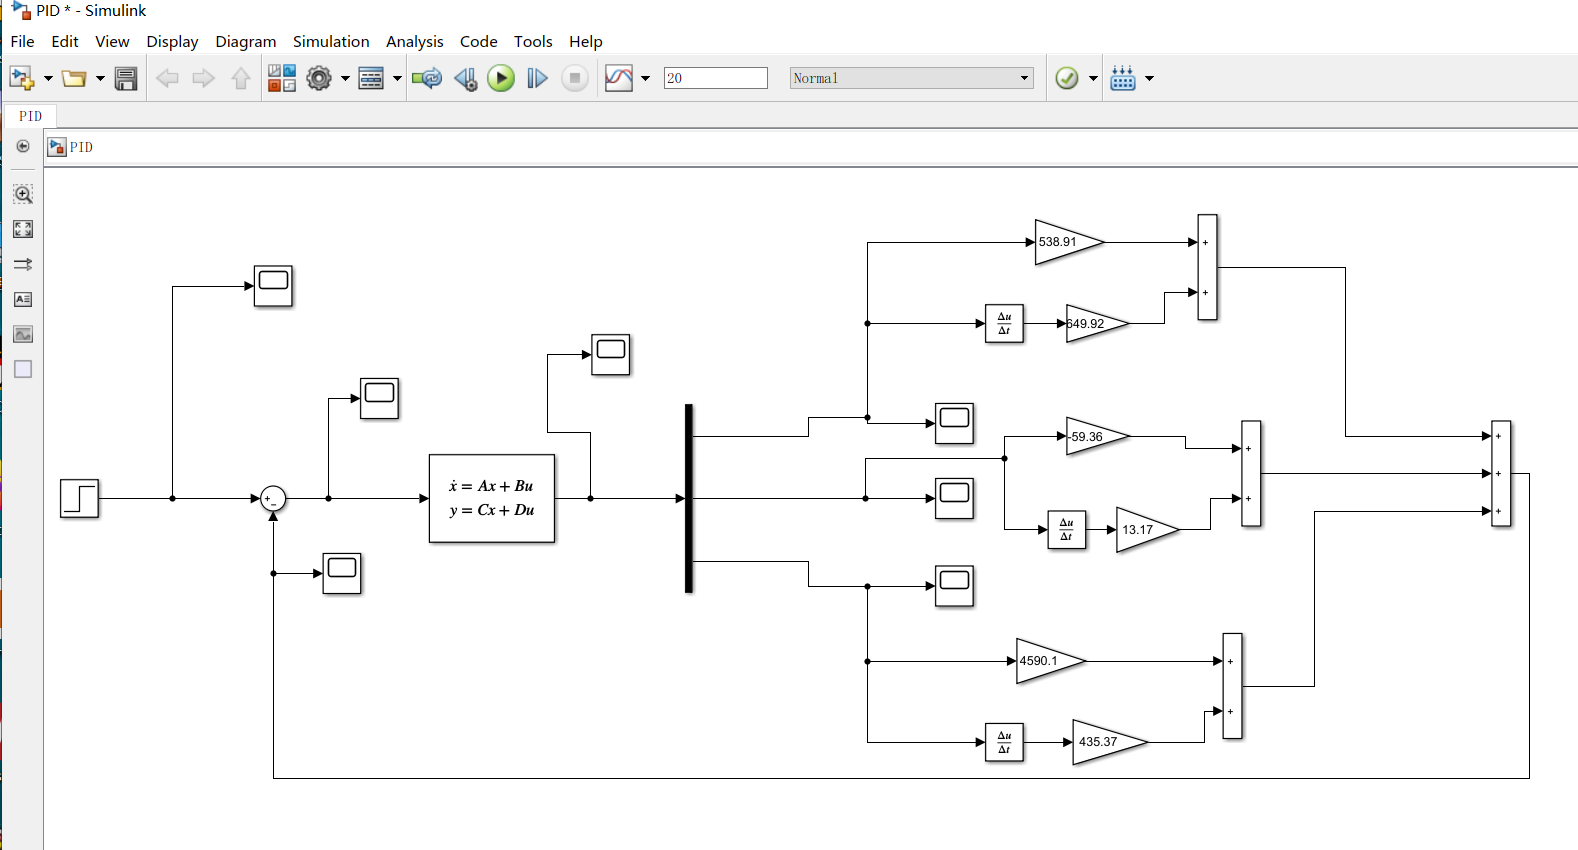 PID * - Simulink
File Edit View Display Diagram Simulation Analysis Code Tools Help
20 Normal
PID
PID
538.91
Δu
Δt
649.92
-59.36
ẋ = Ax + Bu
y = Cx + Du
Δu
Δt
13.17
4590.1
Δu
Δt
435.37